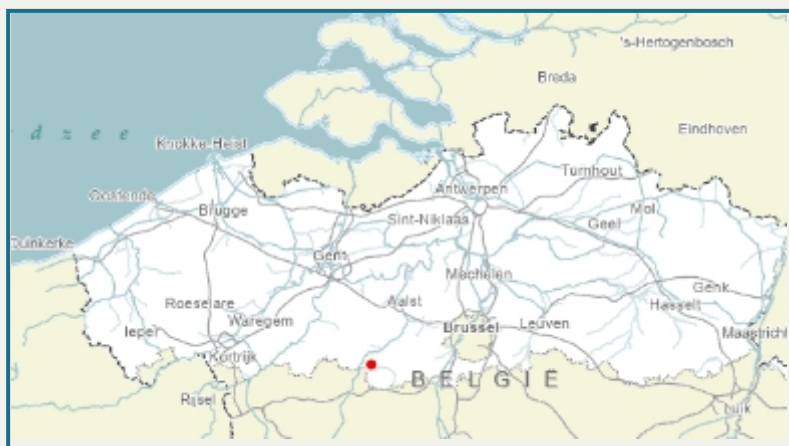 's-Hertogenbosch
Breda
dzee
Eindhoven
Knokke-Heist
Turnhout
Antwerpen
Oostende
Mol
Brugge
Sint-Niklaas
Geel
Duinkerke
Gent
Mechelen
Genk
Roeselare
Aalst
Hasselt
Waregem
Brussel
Leuven
Ieper
Maastricht
Kortrijk
BELGIË
Rijsel
Luik